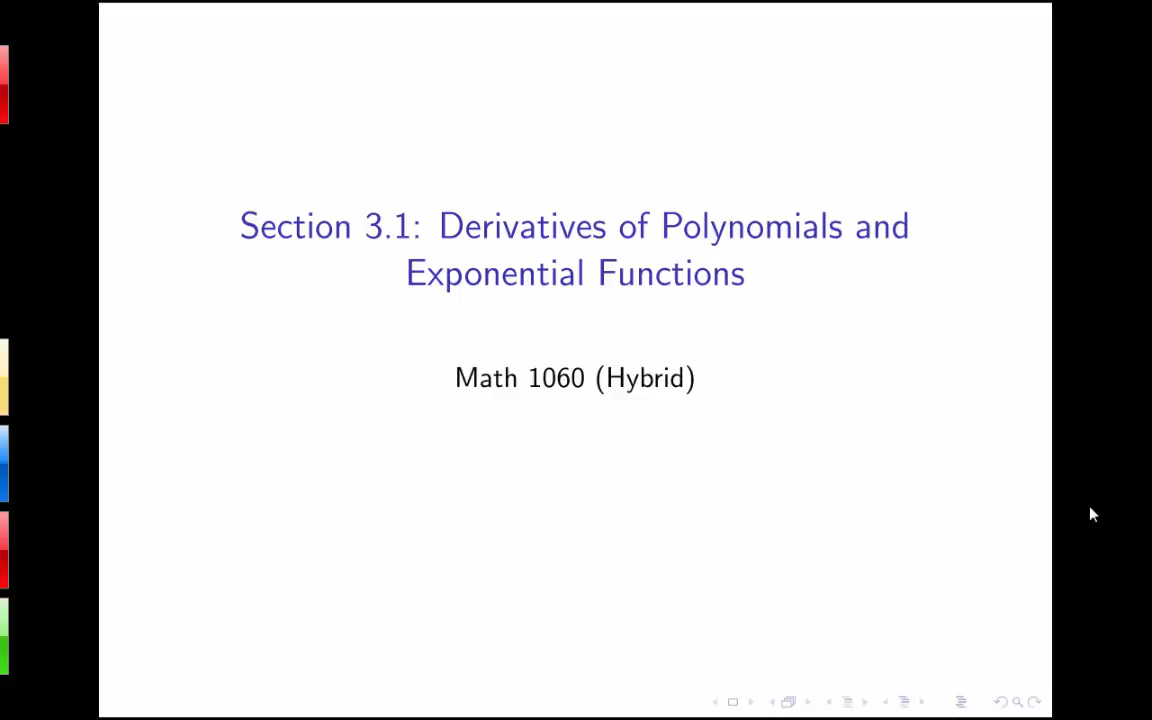 Section 3.1: Derivatives of Polynomials and
Exponential Functions
Math 1060 (Hybrid)